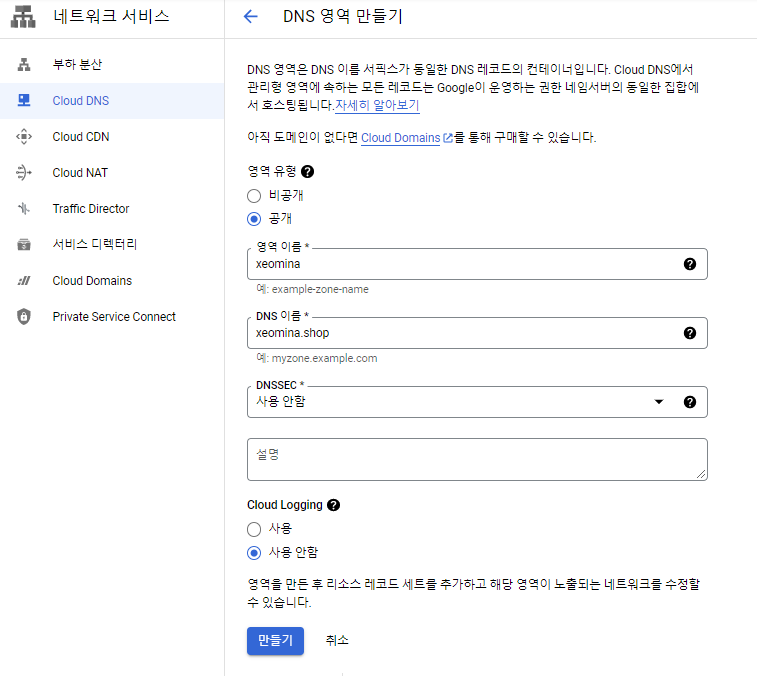 네트워크 서비스
부하 분산
Cloud DNS
Cloud CDN
Cloud NAT
Traffic Director
서비스 디렉터리
Cloud Domains
Private Service Connect
DNS 영역 만들기
DNS 영역은 DNS 이름 서픽스가 동일한 DNS 레코드의 컨테이너입니다. Cloud DNS에서
관리형 영역에 속하는 모든 레코드는 Google이 운영하는 권한 네임서버의 동일한 집합에
서 호스팅됩니다.자세히 알아보기
아직 도메인이 없다면 Cloud Domains 를 통해 구매할 수 있습니다.
영역 유형
비공개
공개
영역 이름 *
xeomina
예: example-zone-name
DNS 이름 *
xeomina.shop
예: myzone.example.com
DNSSEC *
사용 안함
설명
Cloud Logging
사용
사용 안함
영역을 만든 후 리소스 레코드 세트를 추가하고 해당 영역이 노출되는 네트워크를 수정할
수 있습니다.
만들기 취소